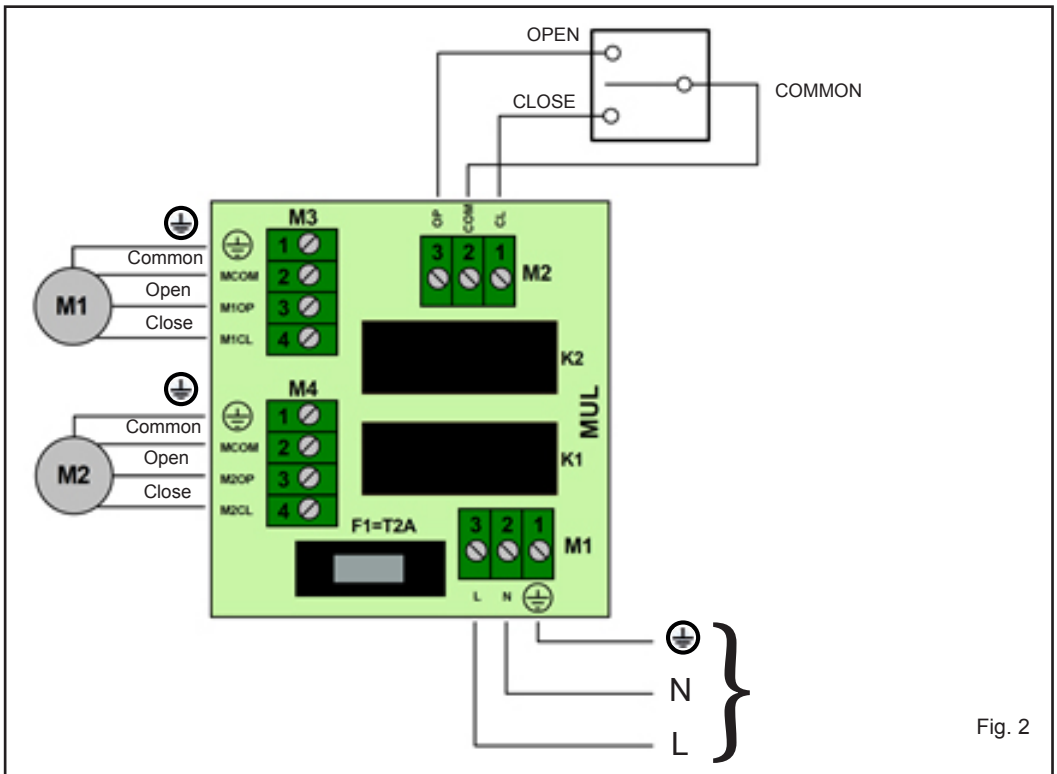 OPEN
COMMON
CLOSE
OP COM CL
3 2 1
M2
M3
1
Common
MCOM 2
Open
M1OP 3
Close
M1CL 4
M1
K2
MUL
K1
M4
1
Common
MCOM 2
Open
M2OP 3
Close
M2CL 4
M2
F1=T2A
3 2 1
M1
L N
N
L
Fig. 2